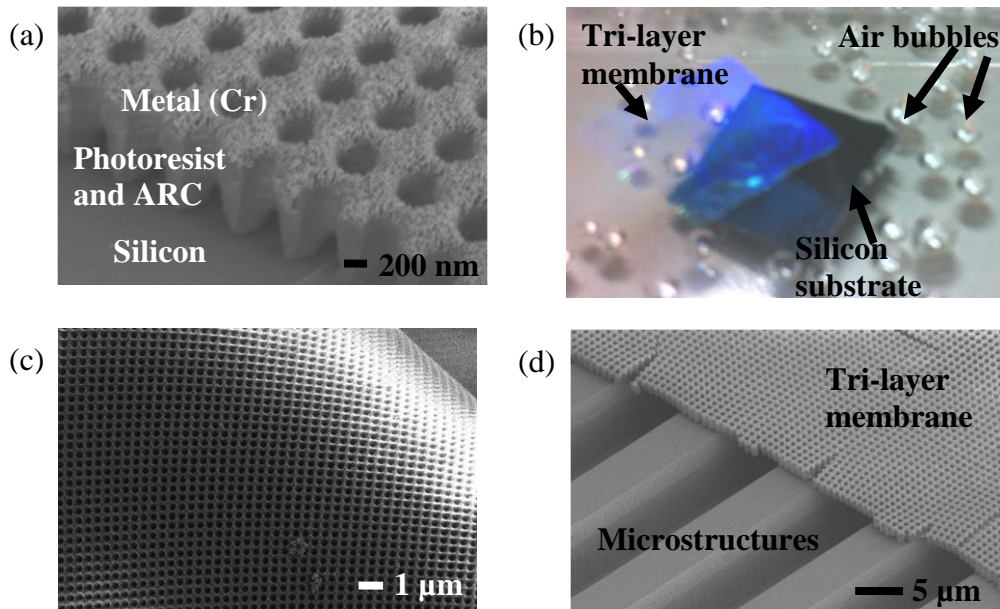 (a)
Metal (Cr)
Photoresist
and ARC
Silicon
200 nm
(b)
Tri-layer
membrane
Air bubbles
Silicon
substrate
(c)
1 µm
(d)
Tri-layer
membrane
Microstructures
5 µm